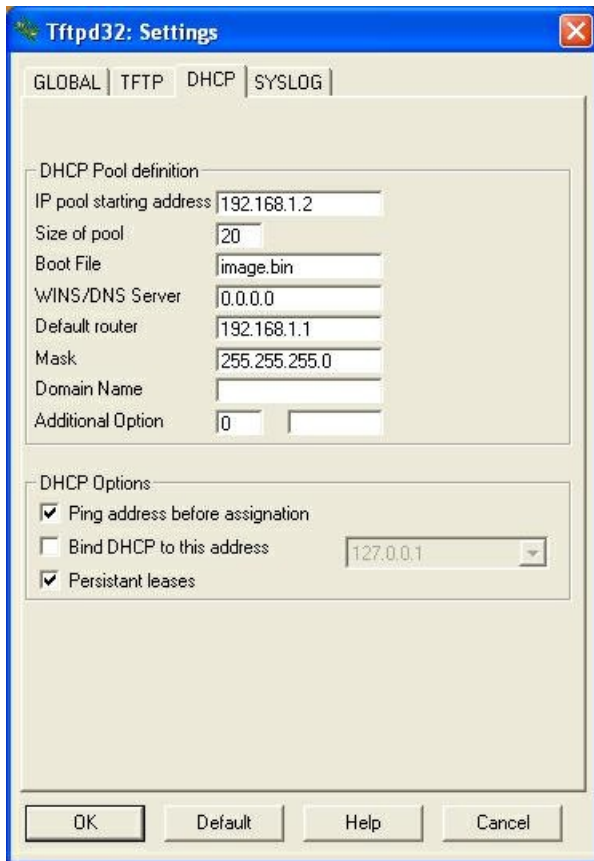 Tftpd32: Settings
GLOBAL TFTP DHCP SYSLOG
DHCP Pool definition
IP pool starting address 192.168.1.2
Size of pool 20
Boot File image.bin
WINS/DNS Server 0.0.0.0
Default router 192.168.1.1
Mask 255.255.255.0
Domain Name
Additional Option 0
DHCP Options
Ping address before assignation
Bind DHCP to this address 127.0.0.1
Persistant leases
OK Default Help Cancel